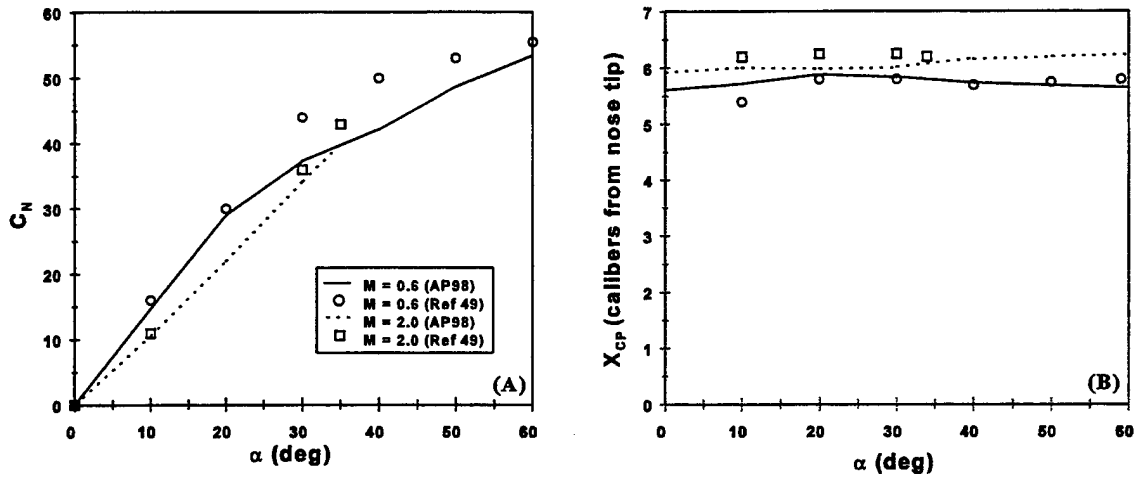 60
50
40
30
20
10
0
C_N
0 10 20 30 40 50 60
α (deg)
M = 0.6 (AP98)
M = 0.6 (Ref 49)
M = 2.0 (AP98)
M = 2.0 (Ref 49)
(A)
7
6
5
4
3
2
1
0
X_CP (calibers from nose tip)
0 10 20 30 40 50 60
α (deg)
(B)